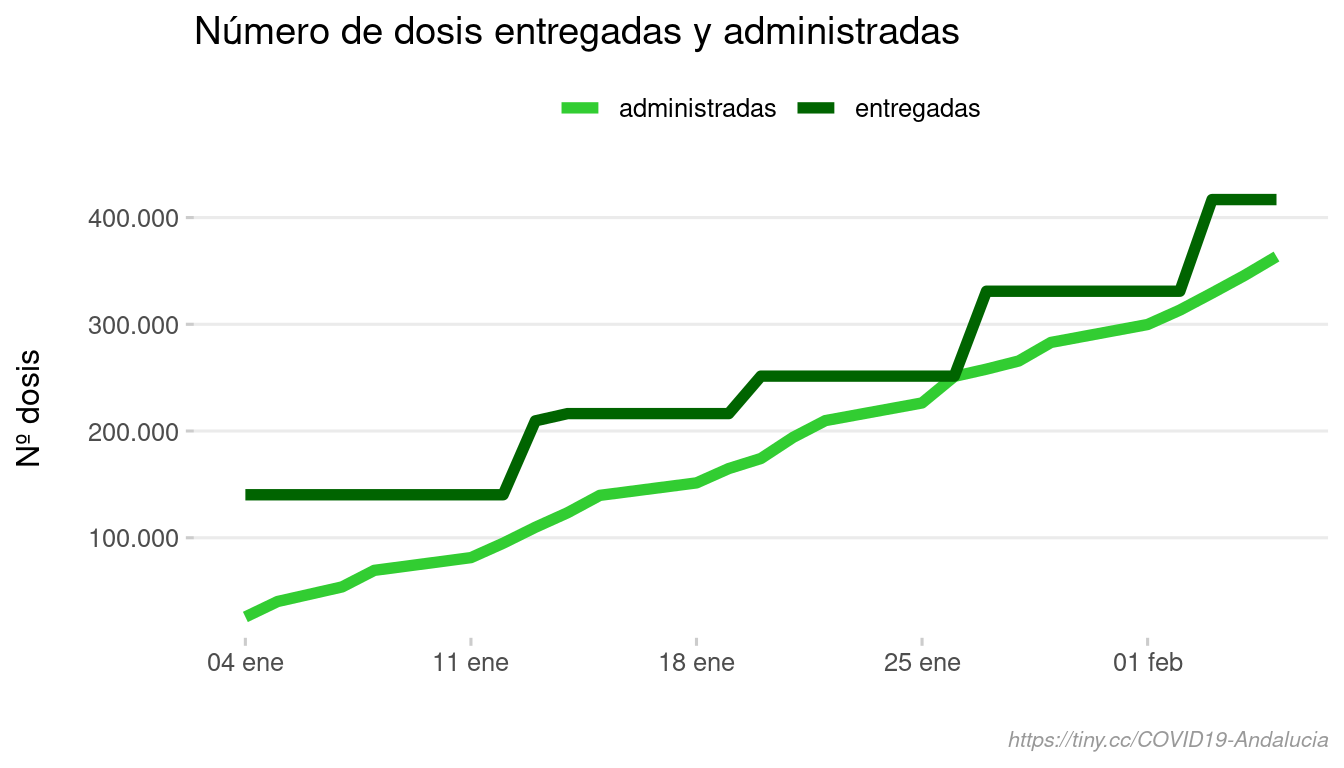 Número de dosis entregadas y administradas
administradas entregadas
400.000
300.000
200.000
100.000
Nº dosis
04 ene 11 ene 18 ene 25 ene 01 feb
https://tiny.cc/COVID19-Andalucia